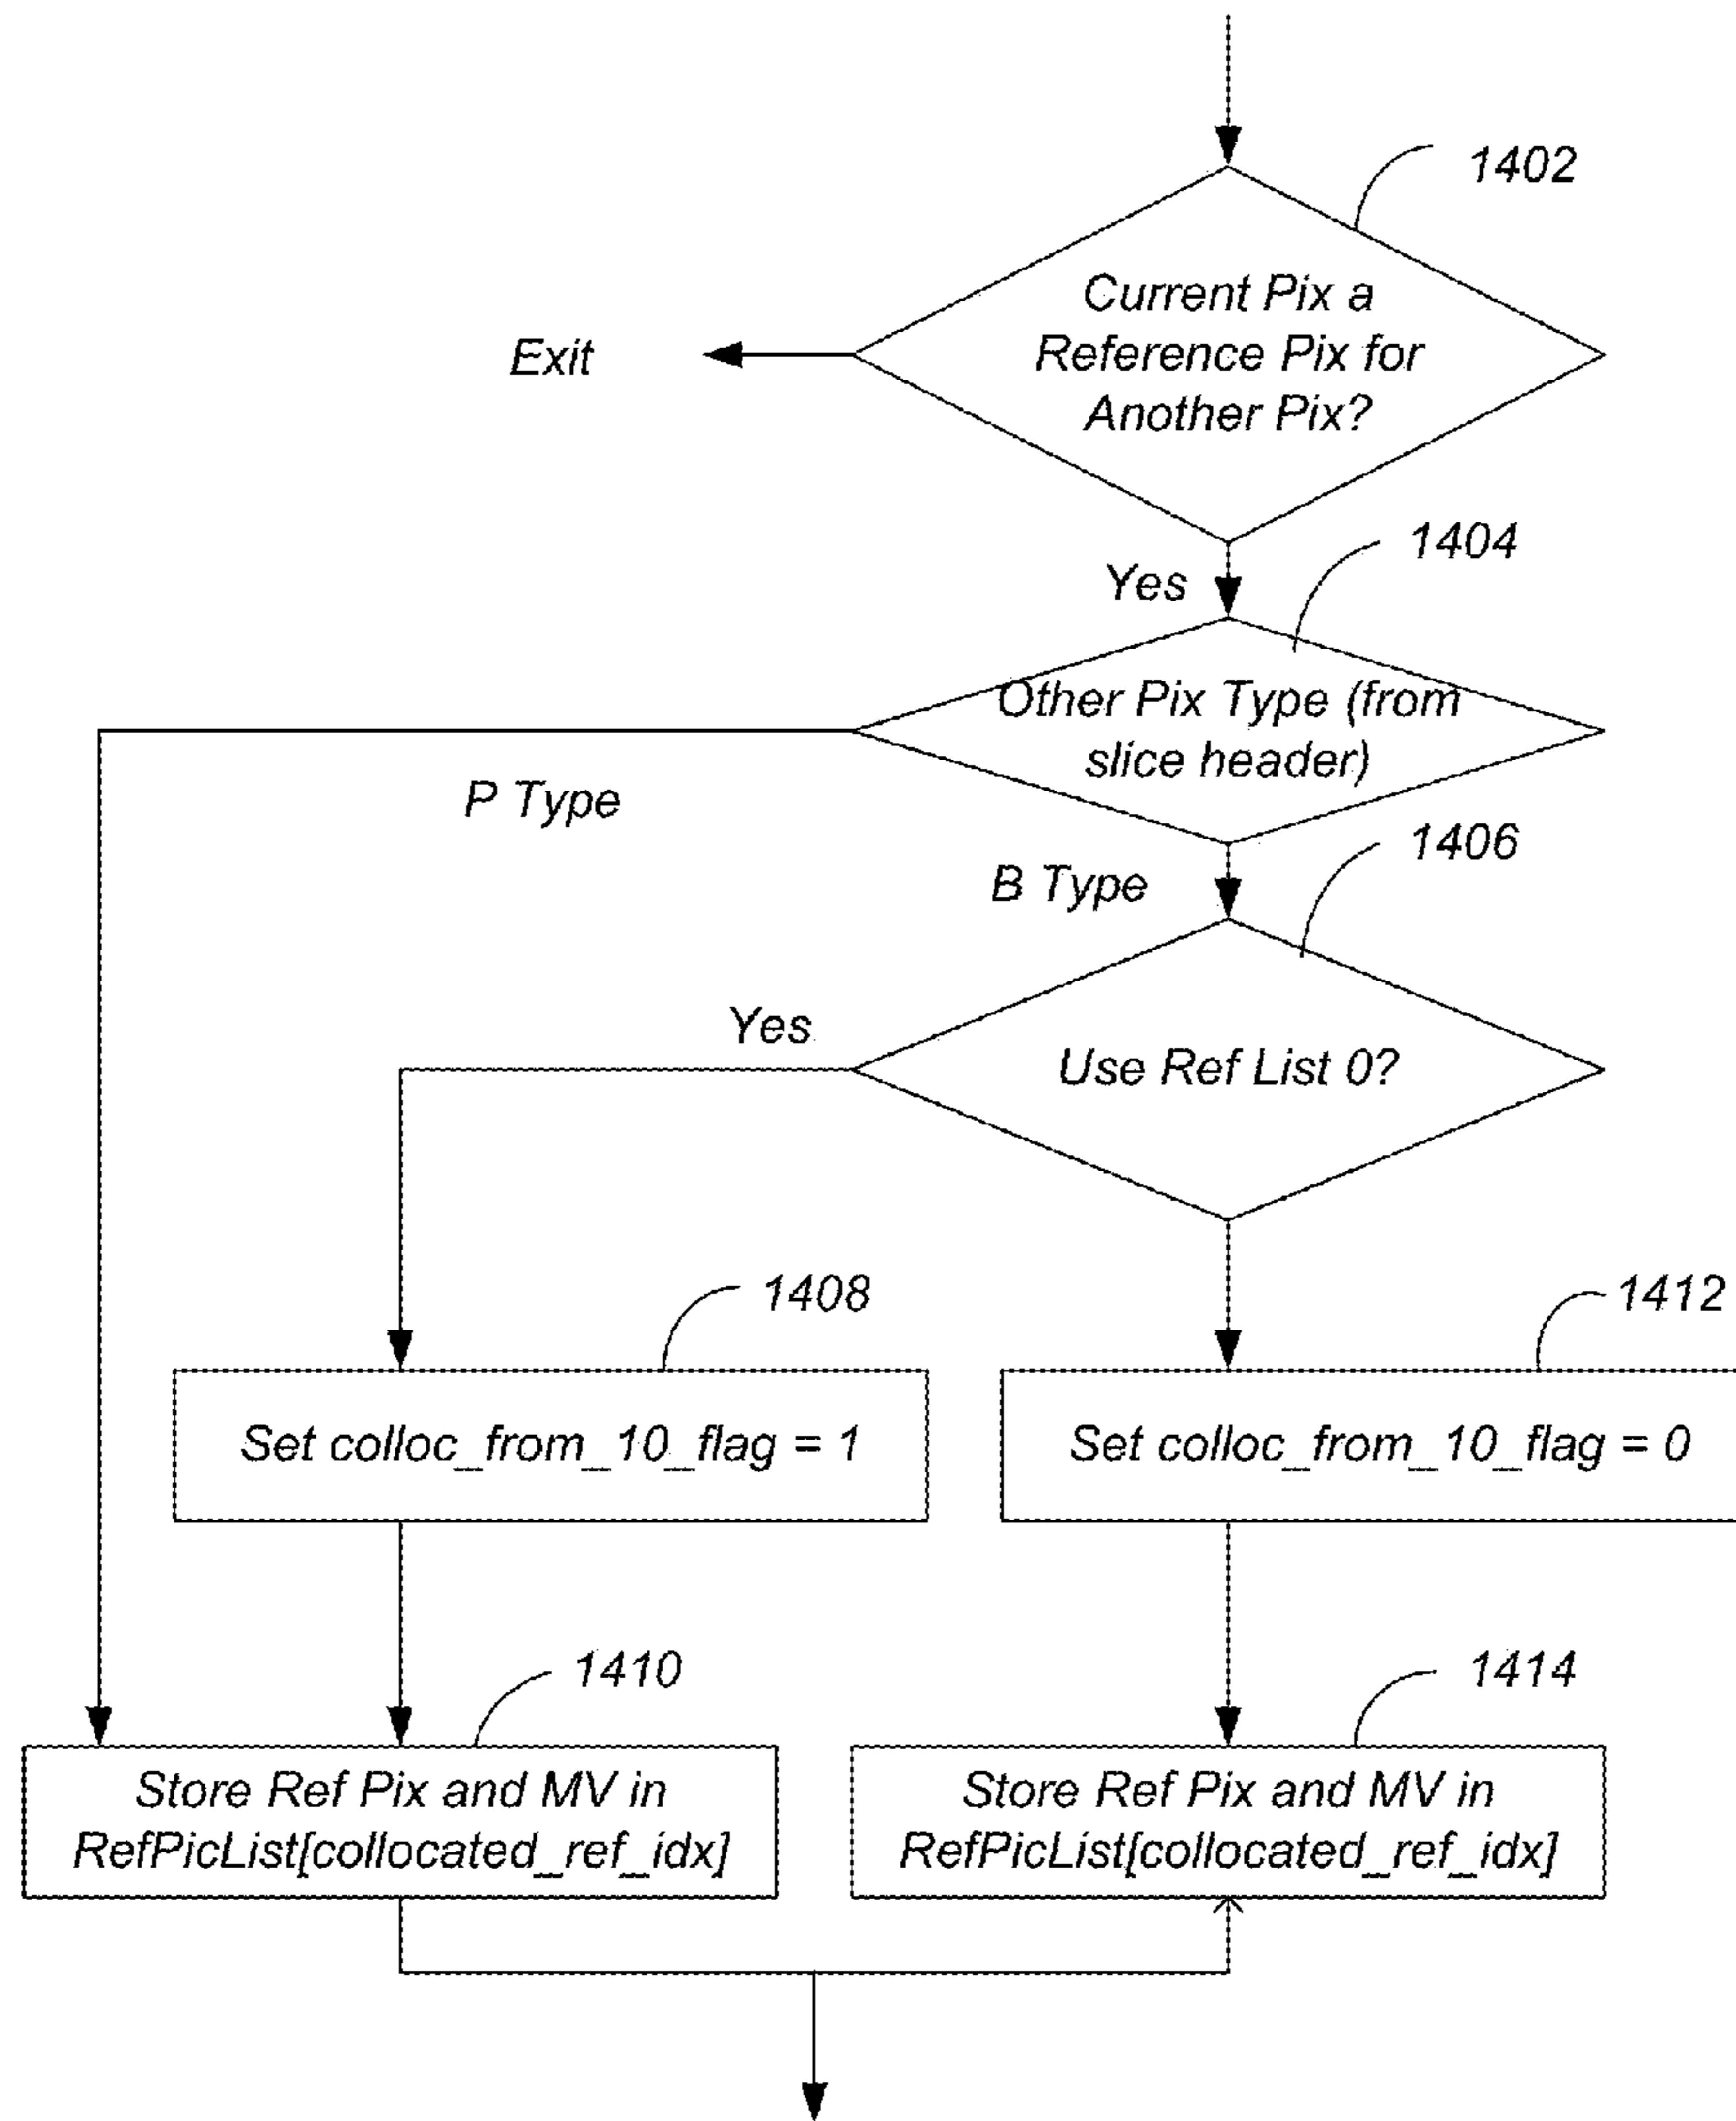 1402
Current Pix a
Reference Pix for
Another Pix?
Exit
1404
Yes
Other Pix Type (from
slice header)
P Type
1406
B Type
Yes
Use Ref List 0?
1408
1412
Set colloc_from_10_flag = 1
Set colloc_from_10_flag = 0
1410
1414
Store Ref Pix and MV in
RefPicList[collocated_ref_idx]
Store Ref Pix and MV in
RefPicList[collocated_ref_idx]